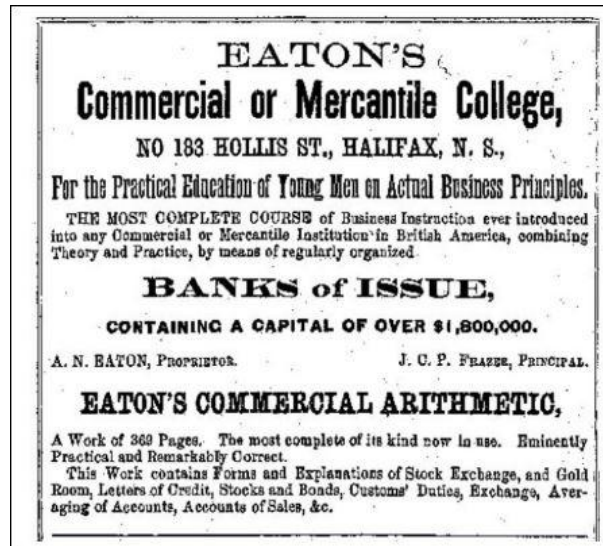 EATON'S
Commercial or Mercantile College,
NO 183 HOLLIS ST., HALIFAX, N. S.,
For the Practical Education of Young Men on Actual Business Principles.
THE MOST COMPLETE COURSE of Business Instruction ever introduced
into any Commercial or Mercantile Institution in British America, combining
Theory and Practice, by means of regularly organized
BANKS of ISSUE,
CONTAINING A CAPITAL OF OVER $1,800,000.
A. N. EATON, PROPRIETOR. J. C. P. FRAZEE, PRINCIPAL.
EATON'S COMMERCIAL ARITHMETIC,
A Work of 369 Pages. The most complete of its kind now in use. Eminently
Practical and Remarkably Correct.
This Work contains Forms and Explanations of Stock Exchange, and Gold
Room, Letters of Credit, Stocks and Bonds, Customs' Duties, Exchange, Aver-
aging of Accounts, Accounts of Sales, &c.